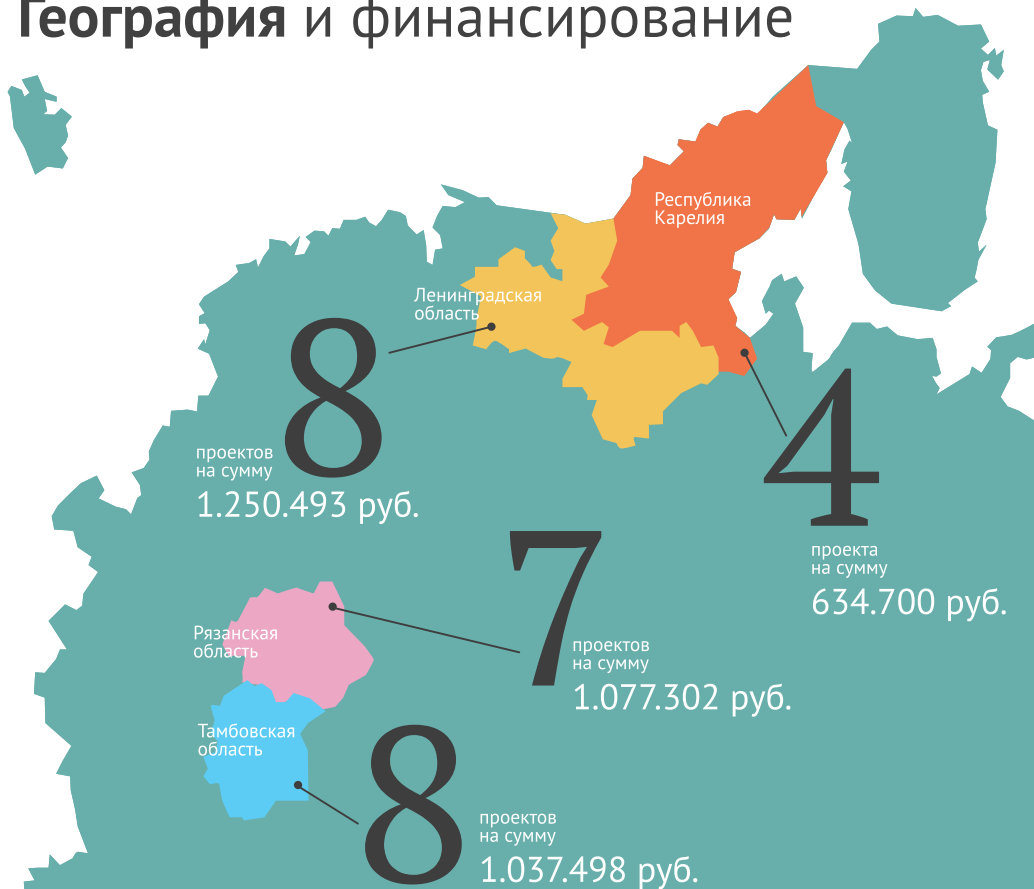 География и финансирование
Республика
Карелия
Ленинградская
область
8
проектов
на сумму
1.250.493 руб.
4
проекта
на сумму
634.700 руб.
Рязанская
область
7
проектов
на сумму
1.077.302 руб.
Тамбовская
область
8
проектов
на сумму
1.037.498 руб.